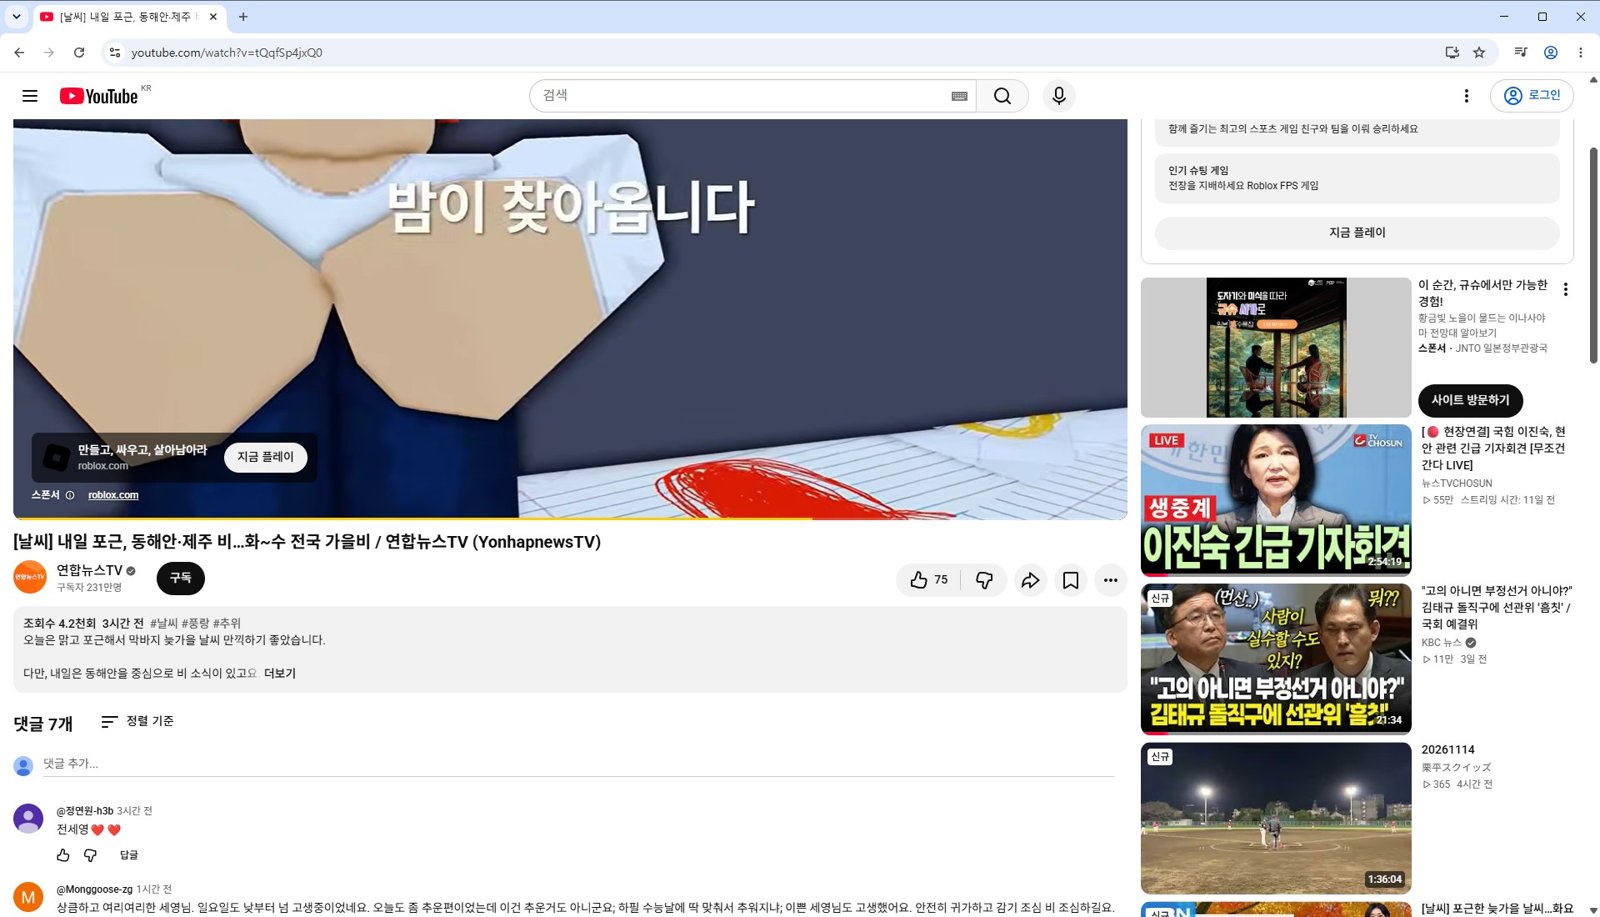 [날씨] 내일 포근, 동해안·제주 비
youtube.com/watch?v=tQqfSp4jxQ0
YouTube KR
검색
로그인
밤이 찾아옵니다
만들고, 싸우고, 살아남아라
roblox.com
지금 플레이
스폰서
roblox.com
[날씨] 내일 포근, 동해안·제주 비...화~수 전국 가을비 / 연합뉴스TV (YonhapnewsTV)
연합뉴스TV
연합뉴스TV
구독자 231만명
구독
75
조회수 4.2천회 3시간 전 #날씨 #풍랑 #추위
오늘은 맑고 포근해서 막바지 늦가을 날씨 만끽하기 좋았습니다.
다만, 내일은 동해안을 중심으로 비 소식이 있고요. 더보기
댓글 7개
정렬 기준
댓글 추가...
@정연원-h3b 3시간 전
전세영❤️ ❤️
답글
M
@Monggoose-zg 1시간 전
상큼하고 여리여리한 세영님. 일요일도 낮부터 넘 고생중이었네요. 오늘도 좀 추운편이었는데 이건 추운거도 아니군요; 하필 수능날에 딱 맞춰서 추워지냐; 이쁜 세영님도 고생했어요. 안전히 귀가하고 감기 조심 비 조심하길요.
함께 즐기는 최고의 스포츠 게임 친구와 팀을 이뤄 승리하세요
인기 슈팅 게임
전장을 지배하세요 Roblox FPS 게임
지금 플레이
도자기와 미식을 따라
규슈 사가로
이 순간, 규슈에서만 가능한
경험!
황금빛 노을이 물드는 이나사야
마 전망대 알아보기
스폰서 · JNTO 일본정부관광국
사이트 방문하기
LIVE
TV CHOSUN
생중계
이진숙 긴급 기자회견
2:54:19
[🔴 현장연결] 국힘 이진숙, 현
안 관련 긴급 기자회견 [무조건
간다 LIVE]
뉴스TVCHOSUN
55만 스트리밍 시간: 11일 전
신규
(먼산..)
사람이
실수할 수도
있지?
뭐??
"고의 아니면 부정선거 아니야?"
김태규 돌직구에 선관위 '흠칫'
21:34
"고의 아니면 부정선거 아니야?"
김태규 돌직구에 선관위 '흠칫' /
국회 예결위
KBC 뉴스
11만 3일 전
신규
1:36:04
20261114
栗平スクイッズ
365 4시간 전
신규
[날씨] 포근한 늦가을 날씨...화요